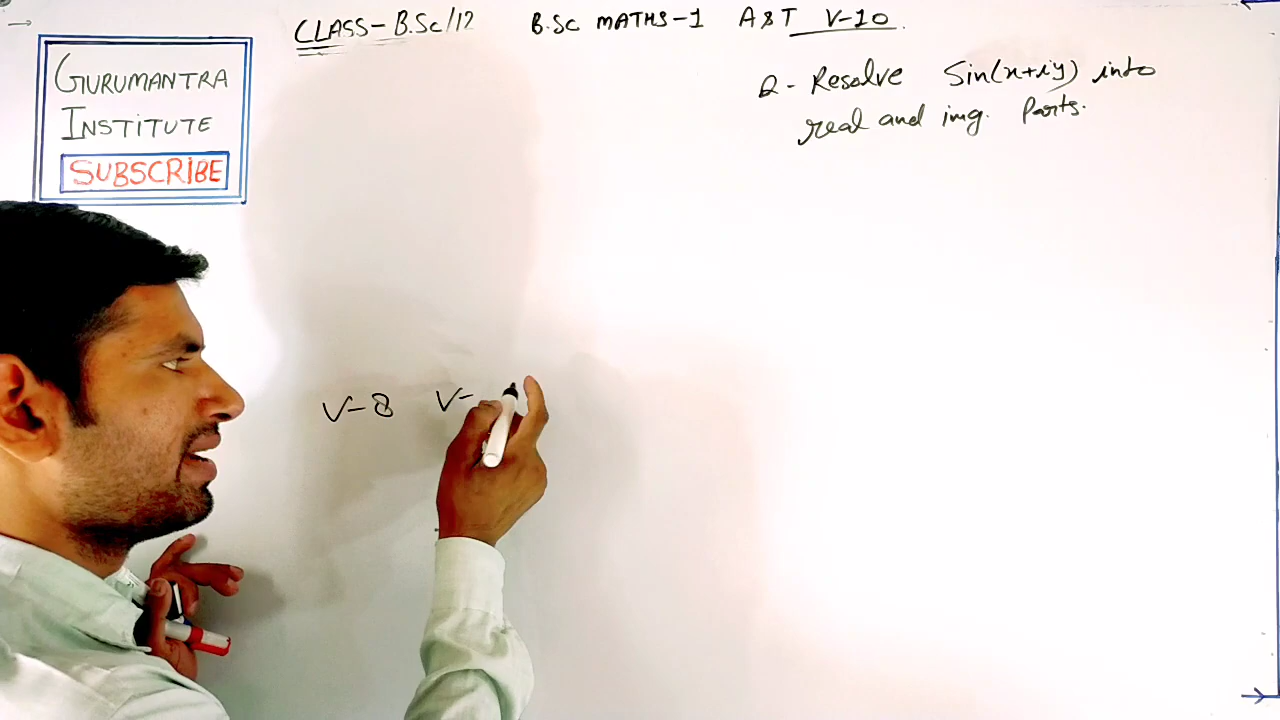 CLASS-B.Sc/12 B.SC MATHS-1 A&T V-10.
GURUMANTRA
INSTITUTE
SUBSCRIBE
Q- Resolve Sin(x+iy) into
real and img. Parts.
V-8 V-